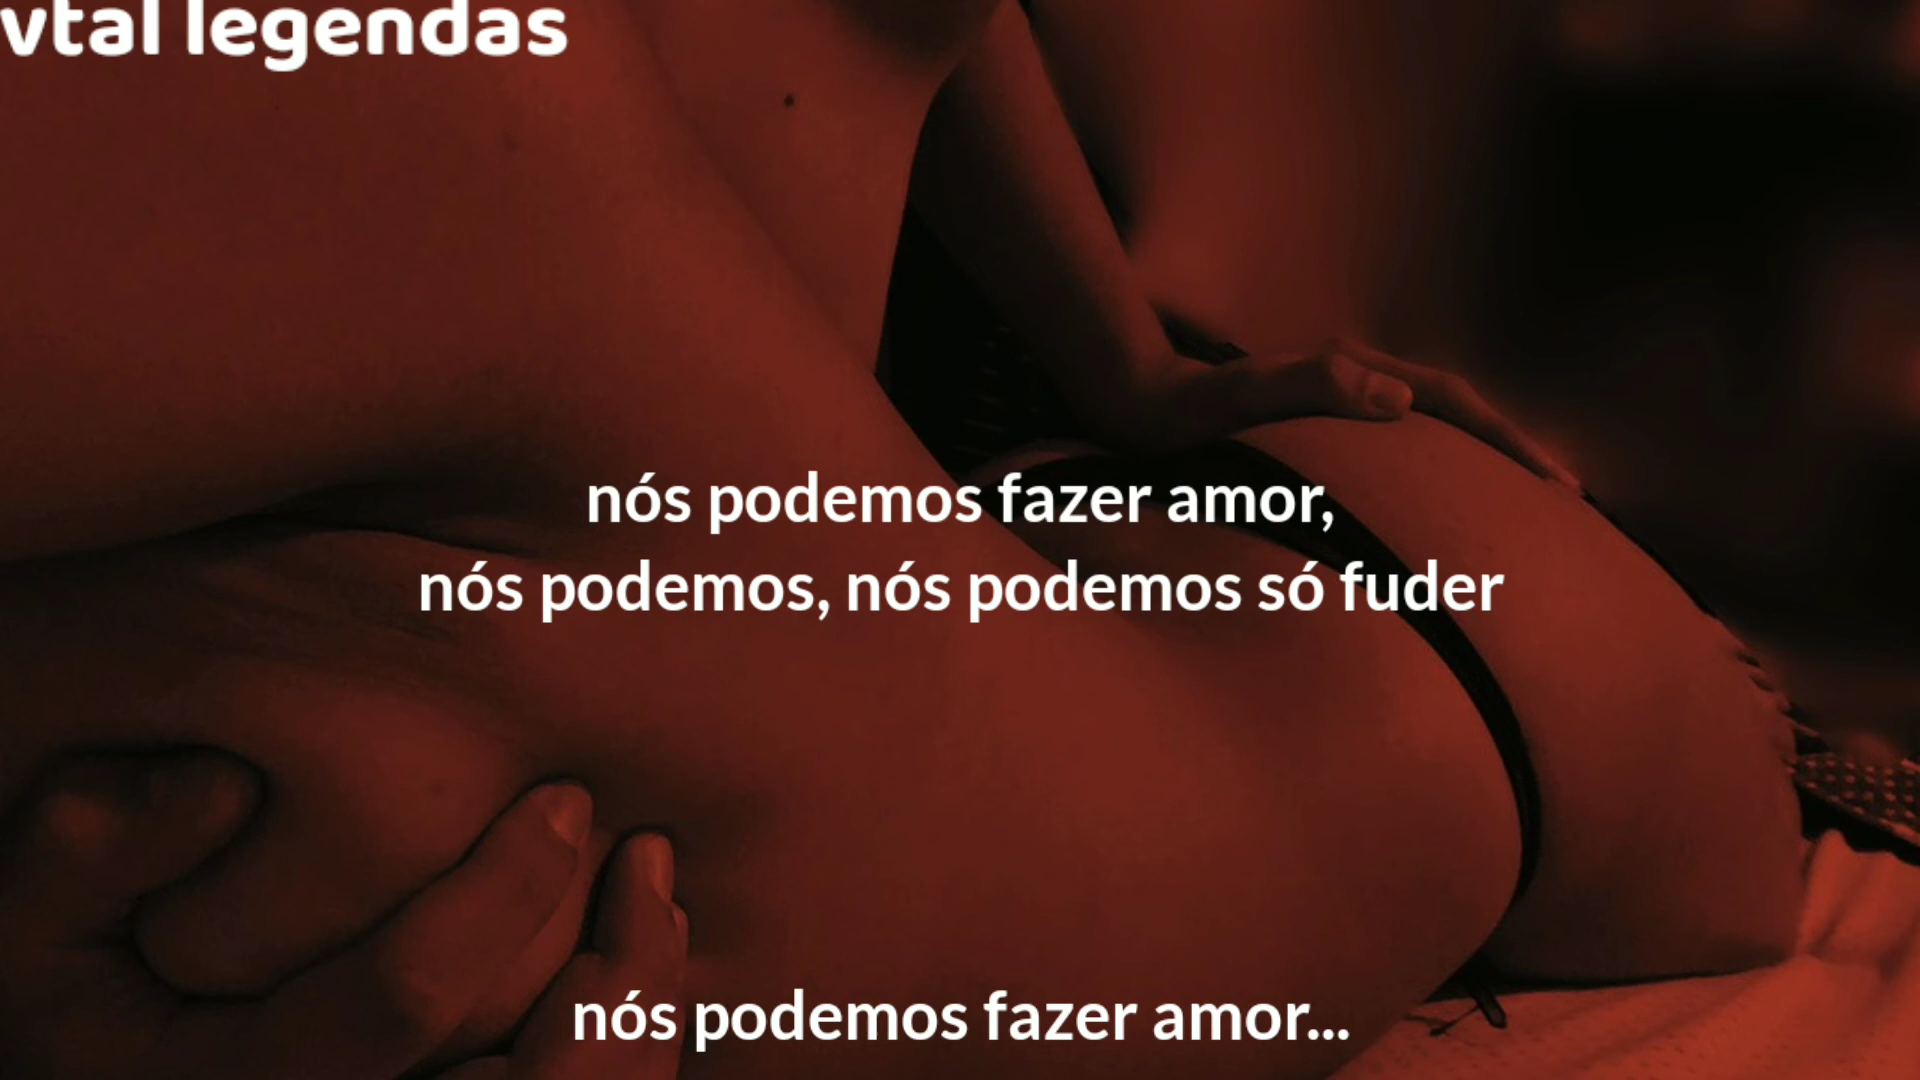 vtal legendas
nós podemos fazer amor,
nós podemos, nós podemos só fuder
nós podemos fazer amor...